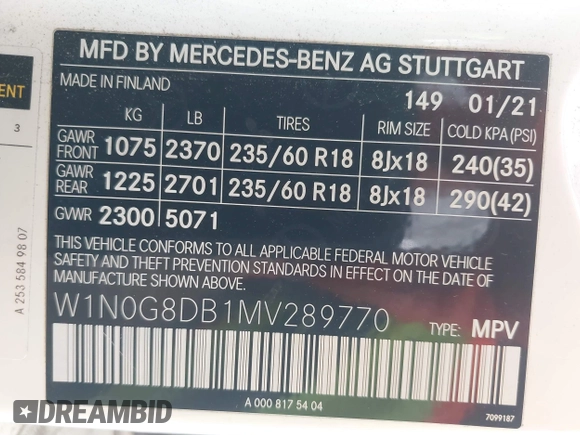 MFD BY MERCEDES-BENZ AG STUTTGART
MADE IN FINLAND 149 01/21
KG LB TIRES RIM SIZE COLD KPA (PSI)
GAWR FRONT 1075 2370 235/60 R18 8Jx18 240(35)
GAWR REAR 1225 2701 235/60 R18 8Jx18 290(42)
GWR 2300 5071
THIS VEHICLE CONFORMS TO ALL APPLICABLE FEDERAL MOTOR VEHICLE
SAFETY AND THEFT PREVENTION STANDARDS IN EFFECT ON THE DATE OF
MANUFACTURE SHOWN ABOVE.
W1N0G8DB1MV289770 TYPE: MPV
A 000 817 54 04
7099187
ENT
3
A 253 584 98 07
DREAMBID